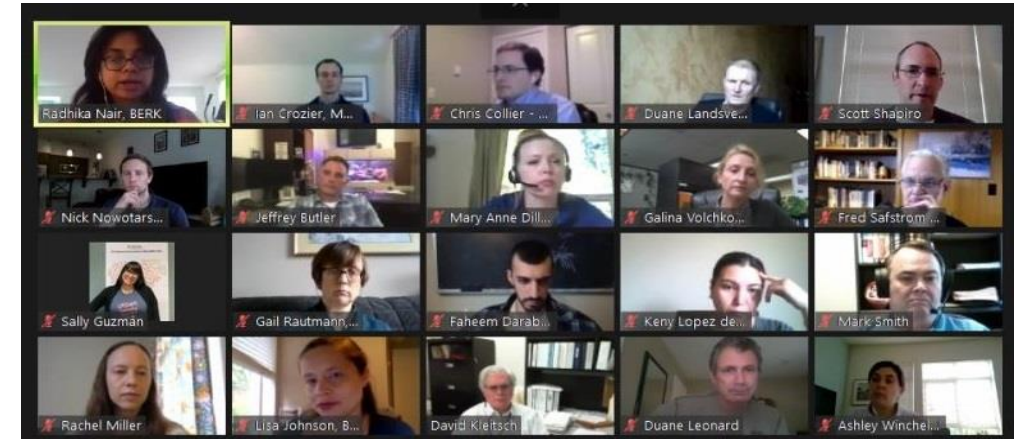 Radhika Nair, BERK
Ian Crozier, M...
Chris Collier - ...
Duane Landsve...
Scott Shapiro
Nick Nowotars...
Jeffrey Butler
Mary Anne Dill...
Galina Volchko...
Fred Safstrom ...
Sally Guzmán
Gail Rautmann,...
Faheem Darab...
Keny Lopez de...
Mark Smith
Rachel Miller
Lisa Johnson, B...
David Kleitsch
Duane Leonard
Ashley Winchel...